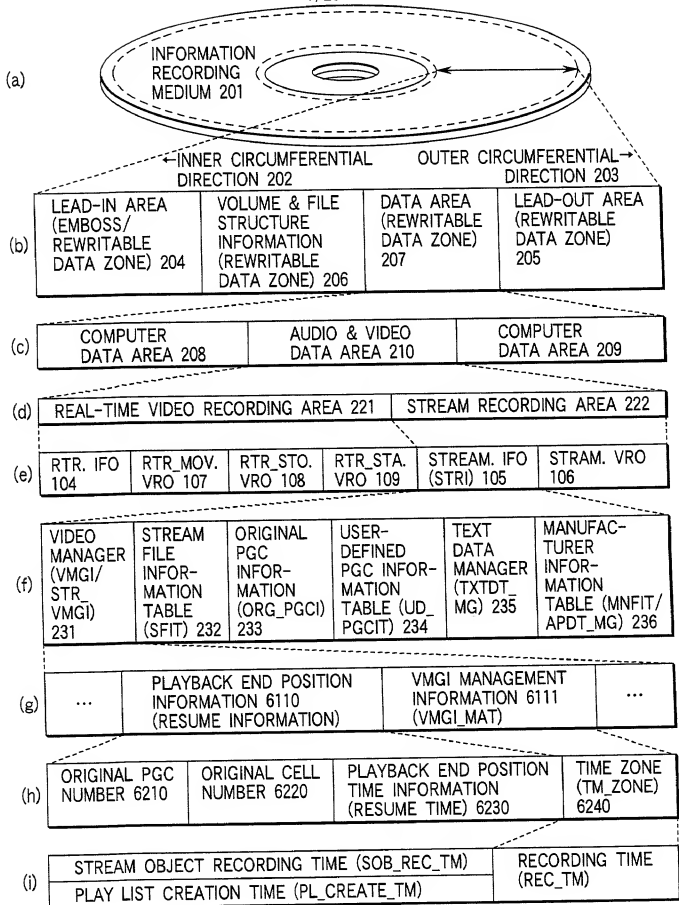 (a)
INFORMATION
RECORDING
MEDIUM 201
←INNER CIRCUMFERENTIAL
DIRECTION 202
OUTER CIRCUMFERENTIAL→
DIRECTION 203
(b)
LEAD-IN AREA
(EMBOSS/
REWRITABLE
DATA ZONE) 204
VOLUME & FILE
STRUCTURE
INFORMATION
(REWRITABLE
DATA ZONE) 206
DATA AREA
(REWRITABLE
DATA ZONE)
207
LEAD-OUT AREA
(REWRITABLE
DATA ZONE)
205
(c)
COMPUTER
DATA AREA 208
AUDIO & VIDEO
DATA AREA 210
COMPUTER
DATA AREA 209
(d)
REAL-TIME VIDEO RECORDING AREA 221
STREAM RECORDING AREA 222
(e)
RTR. IFO
104
RTR_MOV.
VRO 107
RTR_STO.
VRO 108
RTR_STA.
VRO 109
STREAM. IFO
(STRI) 105
STRAM. VRO
106
(f)
VIDEO
MANAGER
(VMGI/
STR_
VMGI)
231
STREAM
FILE
INFOR-
MATION
TABLE
(SFIT) 232
ORIGINAL
PGC
INFOR-
MATION
(ORG_PGCI)
233
USER-
DEFINED
PGC INFOR-
MATION
TABLE (UD_
PGCIT) 234
TEXT
DATA
MANAGER
(TXTDT_
MG) 235
MANUFAC-
TURER
INFOR-
MATION
TABLE (MNFIT/
APDT_MG) 236
(g)
...
PLAYBACK END POSITION
INFORMATION 6110
(RESUME INFORMATION)
VMGI MANAGEMENT
INFORMATION 6111
(VMGI_MAT)
...
(h)
ORIGINAL PGC
NUMBER 6210
ORIGINAL CELL
NUMBER 6220
PLAYBACK END POSITION
TIME INFORMATION
(RESUME TIME) 6230
TIME ZONE
(TM_ZONE)
6240
(i)
STREAM OBJECT RECORDING TIME (SOB_REC_TM)
PLAY LIST CREATION TIME (PL_CREATE_TM)
RECORDING TIME
(REC_TM)